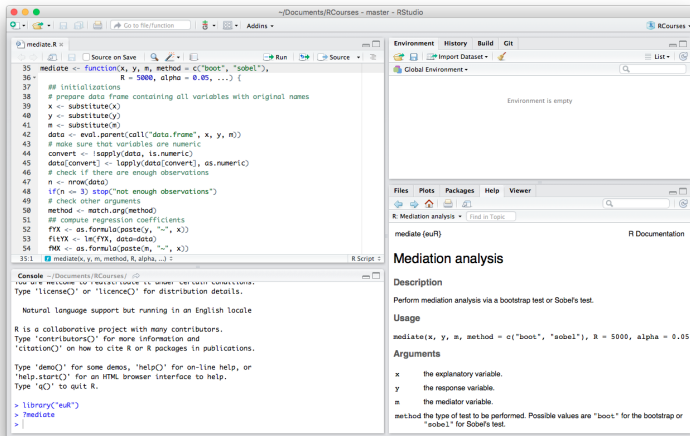 ~/Documents/RCourses - master - RStudio
Go to file/function
Addins
RCourses
mediate.R
Source on Save
Run
Source
35 mediate <- function(x, y, m, method = c("boot", "sobel"),
36 R = 5000, alpha = 0.05, ...) {
37 ## initializations
38 # prepare data frame containing all variables with original names
39 x <- substitute(x)
40 y <- substitute(y)
41 m <- substitute(m)
42 data <- eval.parent(call("data.frame", x, y, m))
43 # make sure that variables are numeric
44 convert <- !sapply(data, is.numeric)
45 data[convert] <- lapply(data[convert], as.numeric)
46 # check if there are enough observations
47 n <- nrow(data)
48 if(n <= 3) stop("not enough observations")
49 # check other arguments
50 method <- match.arg(method)
51 ## compute regression coefficients
52 fYX <- as.formula(paste(y, "~", x))
53 fitYX <- lm(fYX, data=data)
54 fMX <- as.formula(paste(m, "~", x))
35:1 mediate(x, y, m, method, R, alpha, ...) R Script
Console ~/Documents/RCourses/
You are welcome to redistribute it under certain conditions.
Type 'license()' or 'licence()' for distribution details.
Natural language support but running in an English locale
R is a collaborative project with many contributors.
Type 'contributors()' for more information and
'citation()' on how to cite R or R packages in publications.
Type 'demo()' for some demos, 'help()' for on-line help, or
'help.start()' for an HTML browser interface to help.
Type 'q()' to quit R.
> library("euR")
> ?mediate
>
Environment History Build Git
Import Dataset List
Global Environment
Environment is empty
Files Plots Packages Help Viewer
R: Mediation analysis Find in Topic
mediate {euR} R Documentation
Mediation analysis
Description
Perform mediation analysis via a bootstrap test or Sobel's test.
Usage
mediate(x, y, m, method = c("boot", "sobel"), R = 5000, alpha = 0.05
Arguments
x the explanatory variable.
y the response variable.
m the mediator variable.
method the type of test to be performed. Possible values are "boot" for the bootstrap or
"sobel" for Sobel's test.